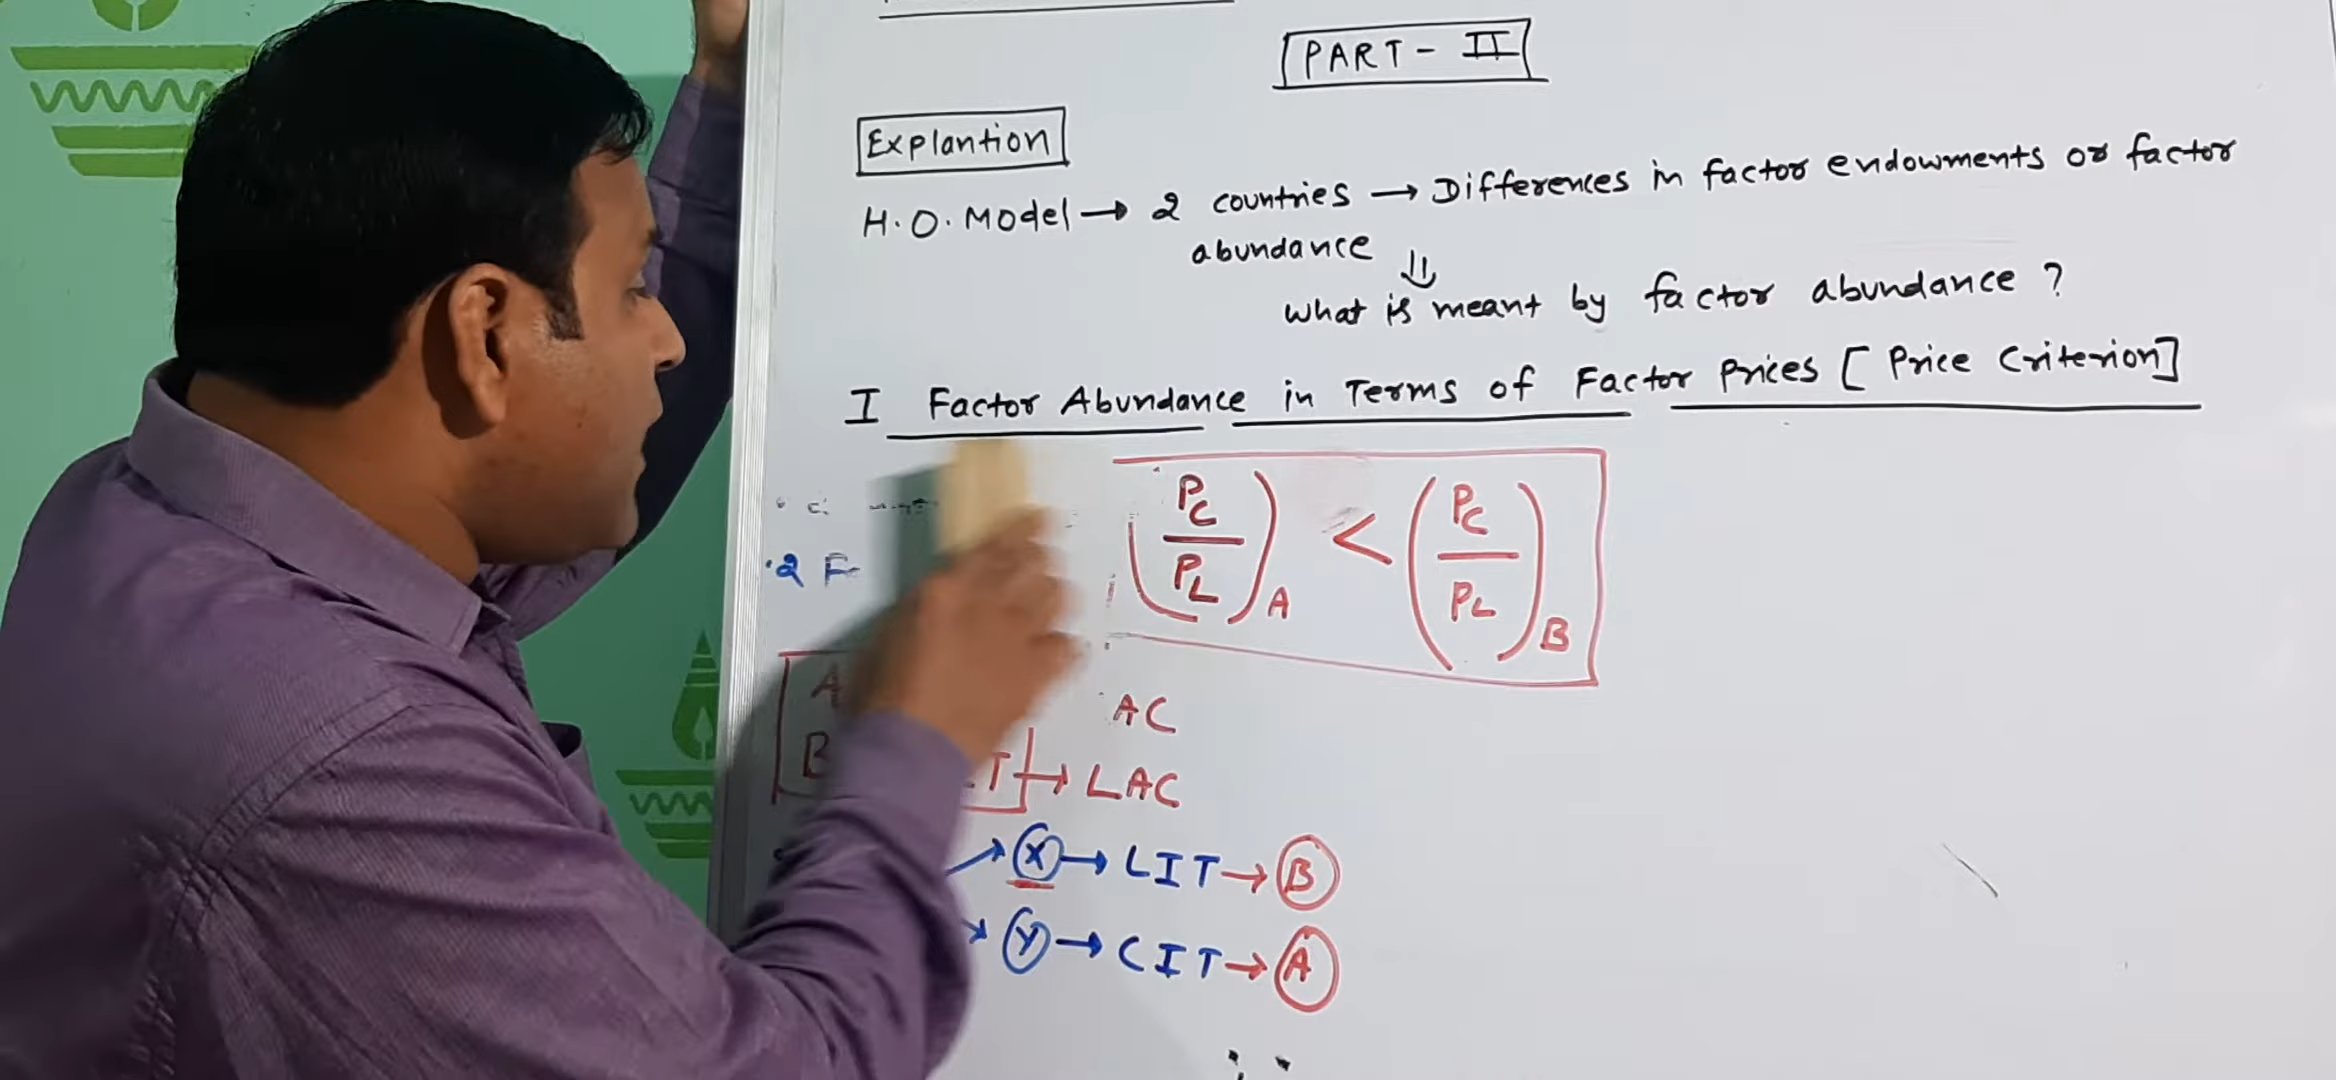 PART - II
Explantion
H.O. Model → 2 countries → Differences in factor endowments or factor
abundance ⇓
what is meant by factor abundance ?
I Factor Abundance in Terms of Factor Prices [ Price Criterion]
(PC/PL)A < (PC/PL)B
.2 F
A AC
B T → LAC
→ X → LIT → B
→ Y → CIT → A